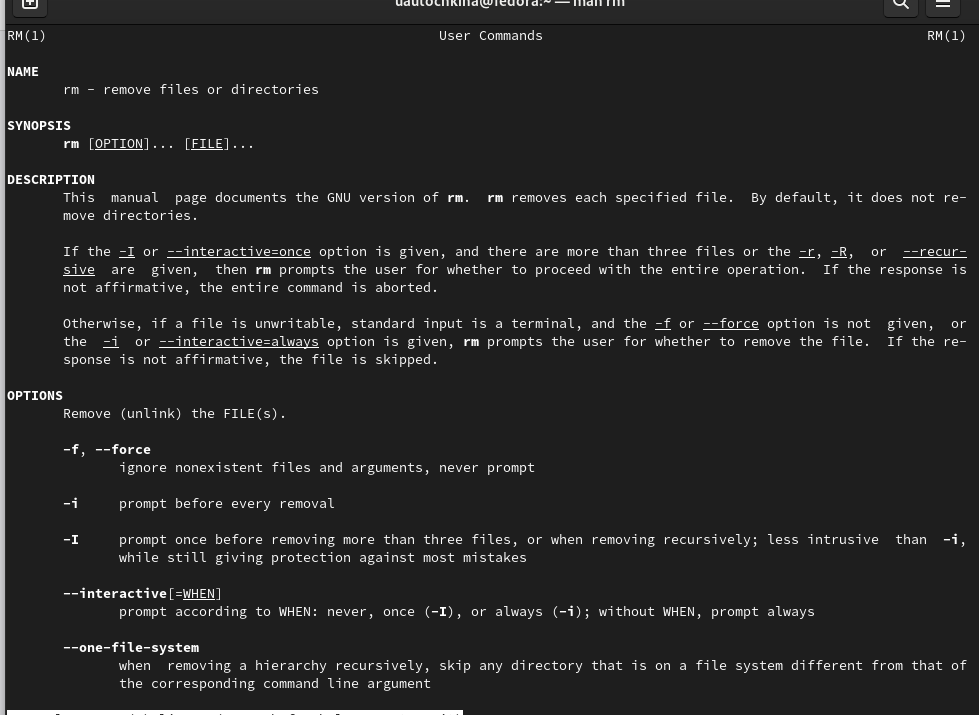 uautochkina@fedora:~ — man rm
RM(1) User Commands RM(1)
NAME
rm - remove files or directories
SYNOPSIS
rm [OPTION]... [FILE]...
DESCRIPTION
This manual page documents the GNU version of rm. rm removes each specified file. By default, it does not re-
move directories.
If the -I or --interactive=once option is given, and there are more than three files or the -r, -R, or --recur-
sive are given, then rm prompts the user for whether to proceed with the entire operation. If the response is
not affirmative, the entire command is aborted.
Otherwise, if a file is unwritable, standard input is a terminal, and the -f or --force option is not given, or
the -i or --interactive=always option is given, rm prompts the user for whether to remove the file. If the re-
sponse is not affirmative, the file is skipped.
OPTIONS
Remove (unlink) the FILE(s).
-f, --force
ignore nonexistent files and arguments, never prompt
-i prompt before every removal
-I prompt once before removing more than three files, or when removing recursively; less intrusive than -i,
while still giving protection against most mistakes
--interactive[=WHEN]
prompt according to WHEN: never, once (-I), or always (-i); without WHEN, prompt always
--one-file-system
when removing a hierarchy recursively, skip any directory that is on a file system different from that of
the corresponding command line argument